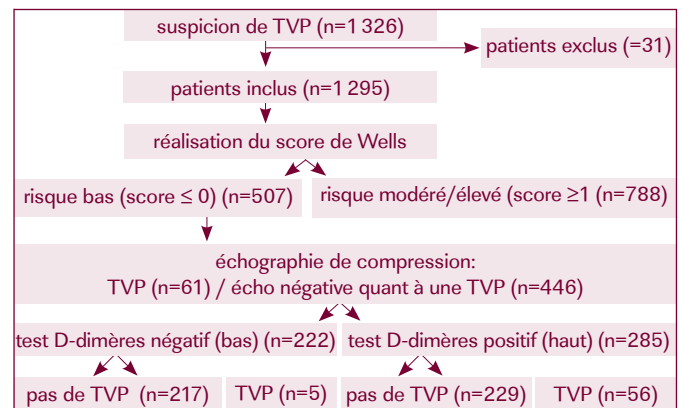 suspicion de TVP (n=1 326)
patients exclus (=31)
patients inclus (n=1 295)
réalisation du score de Wells
risque bas (score ≤ 0) (n=507)
risque modéré/élevé (score ≥1 (n=788)
échographie de compression:
TVP (n=61) / écho négative quant à une TVP (n=446)
test D-dimères négatif (bas) (n=222)
test D-dimères positif (haut) (n=285)
pas de TVP (n=217)
TVP (n=5)
pas de TVP (n=229)
TVP (n=56)